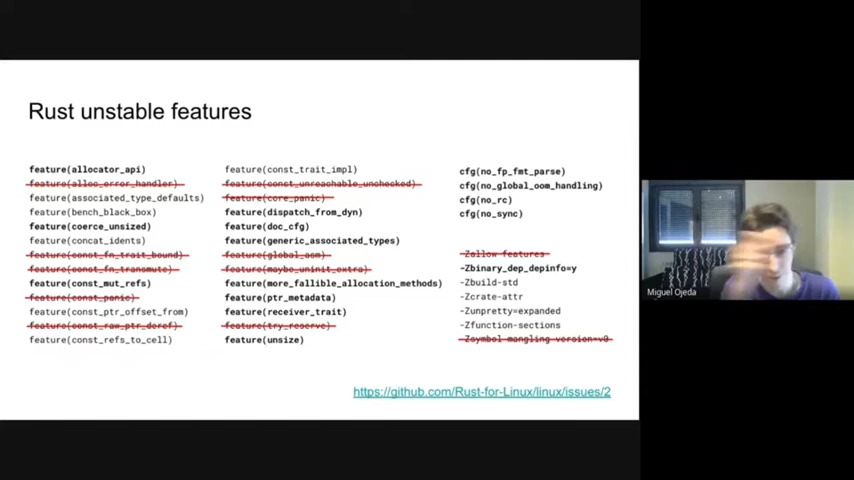 Rust unstable features
feature(allocator_api)
feature(alloc_error_handler)
feature(associated_type_defaults)
feature(bench_black_box)
feature(coerce_unsized)
feature(concat_idents)
feature(const_fn_trait_bound)
feature(const_fn_transmute)
feature(const_mut_refs)
feature(const_panic)
feature(const_ptr_offset_from)
feature(const_raw_ptr_deref)
feature(const_refs_to_cell)
feature(const_trait_impl)
feature(const_unreachable_unchecked)
feature(core_panic)
feature(dispatch_from_dyn)
feature(doc_cfg)
feature(generic_associated_types)
feature(global_asm)
feature(maybe_uninit_extra)
feature(more_fallible_allocation_methods)
feature(ptr_metadata)
feature(receiver_trait)
feature(try_reserve)
feature(unsize)
cfg(no_fp_fmt_parse)
cfg(no_global_oom_handling)
cfg(no_rc)
cfg(no_sync)
-Zallow_features
-Zbinary_dep_depinfo=y
-Zbuild-std
-Zcrate-attr
-Zunpretty=expanded
-Zfunction-sections
-Zsymbol-mangling-version=v0
https://github.com/Rust-for-Linux/linux/issues/2
Miguel Ojeda